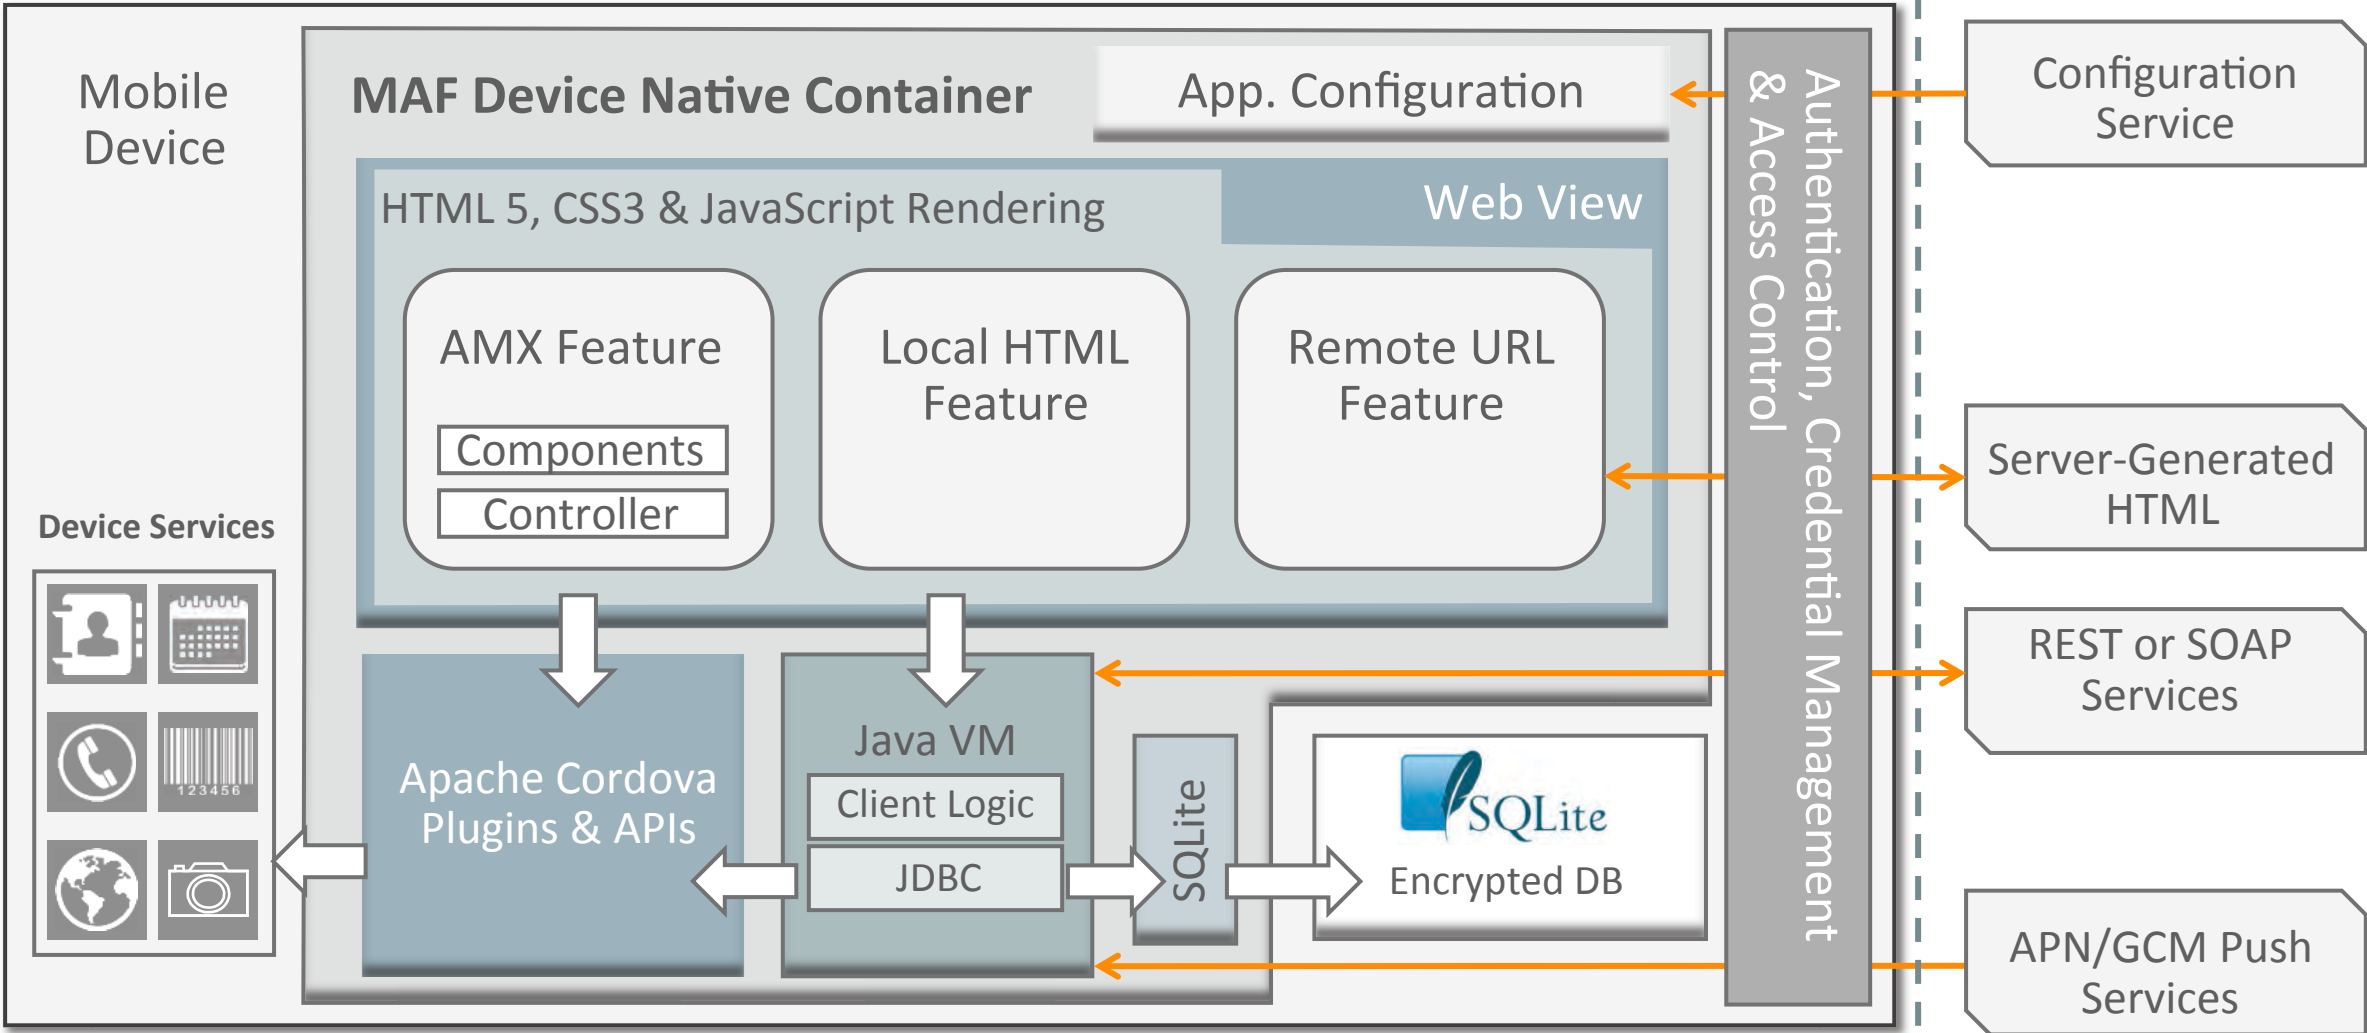 Mobile
Device
MAF Device Native Container
App. Configuration
HTML 5, CSS3 & JavaScript Rendering
Web View
AMX Feature
Components
Controller
Local HTML
Feature
Remote URL
Feature
Device Services
123456
Apache Cordova
Plugins & APIs
Java VM
Client Logic
JDBC
SQLite
SQLite
Encrypted DB
Authentication, Credential Management
& Access Control
Configuration
Service
Server-Generated
HTML
REST or SOAP
Services
APN/GCM Push
Services